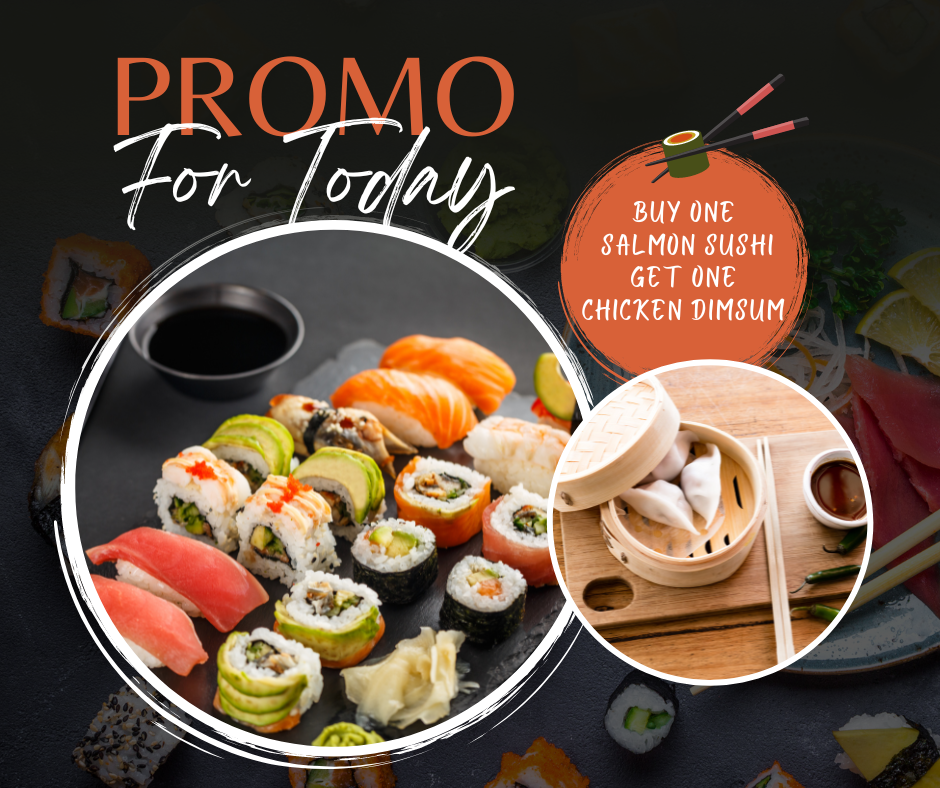 PROMO
For Today
BUY ONE
SALMON SUSHI
GET ONE
CHICKEN DIMSUM